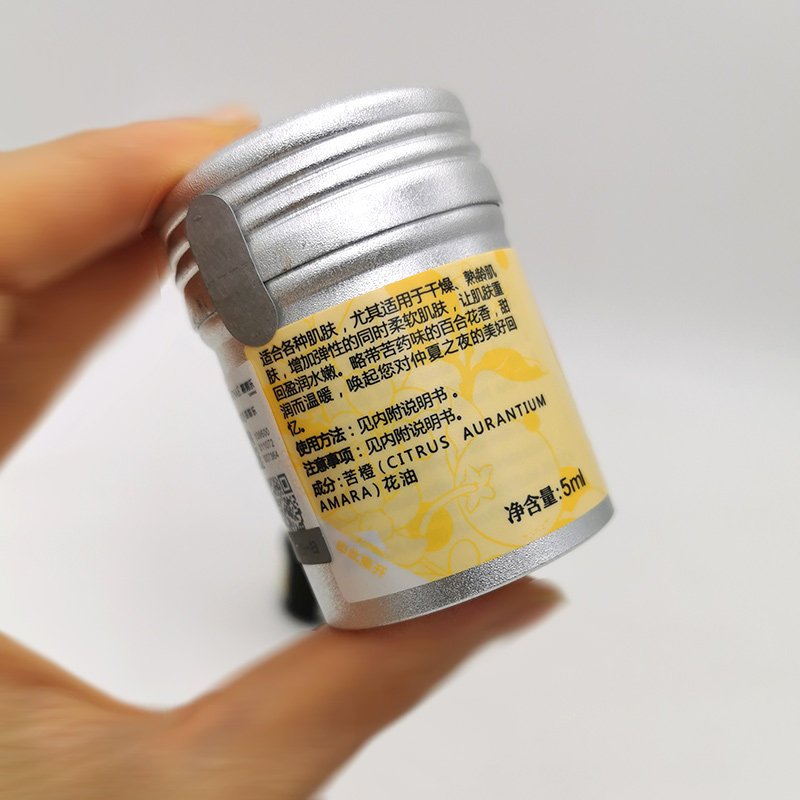 适合各种肌肤，尤其适用于干燥、熟龄肌
肤，增加弹性的同时柔软肌肤，让肌肤重
回盈润水嫩。略带苦药味的百合花香，甜
润而温暖，唤起您对仲夏之夜的美好回
忆。
使用方法：见内附说明书。
注意事项：见内附说明书。
成分：苦橙(CITRUS AURANTIUM
AMARA)花油
净含量:5ml